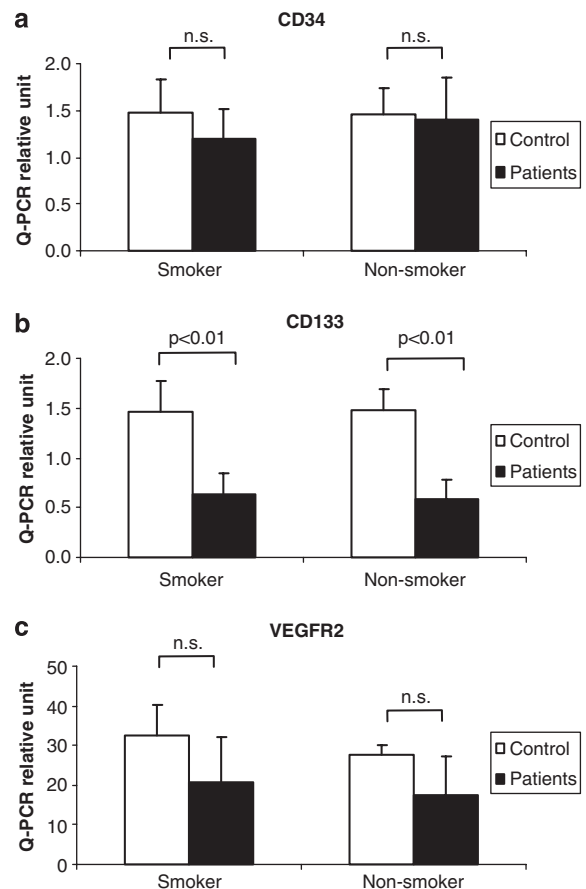 a
CD34
n.s.
n.s.
Q-PCR relative unit
2.0
1.5
1.0
0.5
0.0
Control
Patients
Smoker
Non-smoker
b
CD133
p<0.01
p<0.01
Q-PCR relative unit
2.0
1.5
1.0
0.5
0.0
Control
Patients
Smoker
Non-smoker
c
VEGFR2
n.s.
n.s.
Q-PCR relative unit
50
40
30
20
10
0
Control
Patients
Smoker
Non-smoker